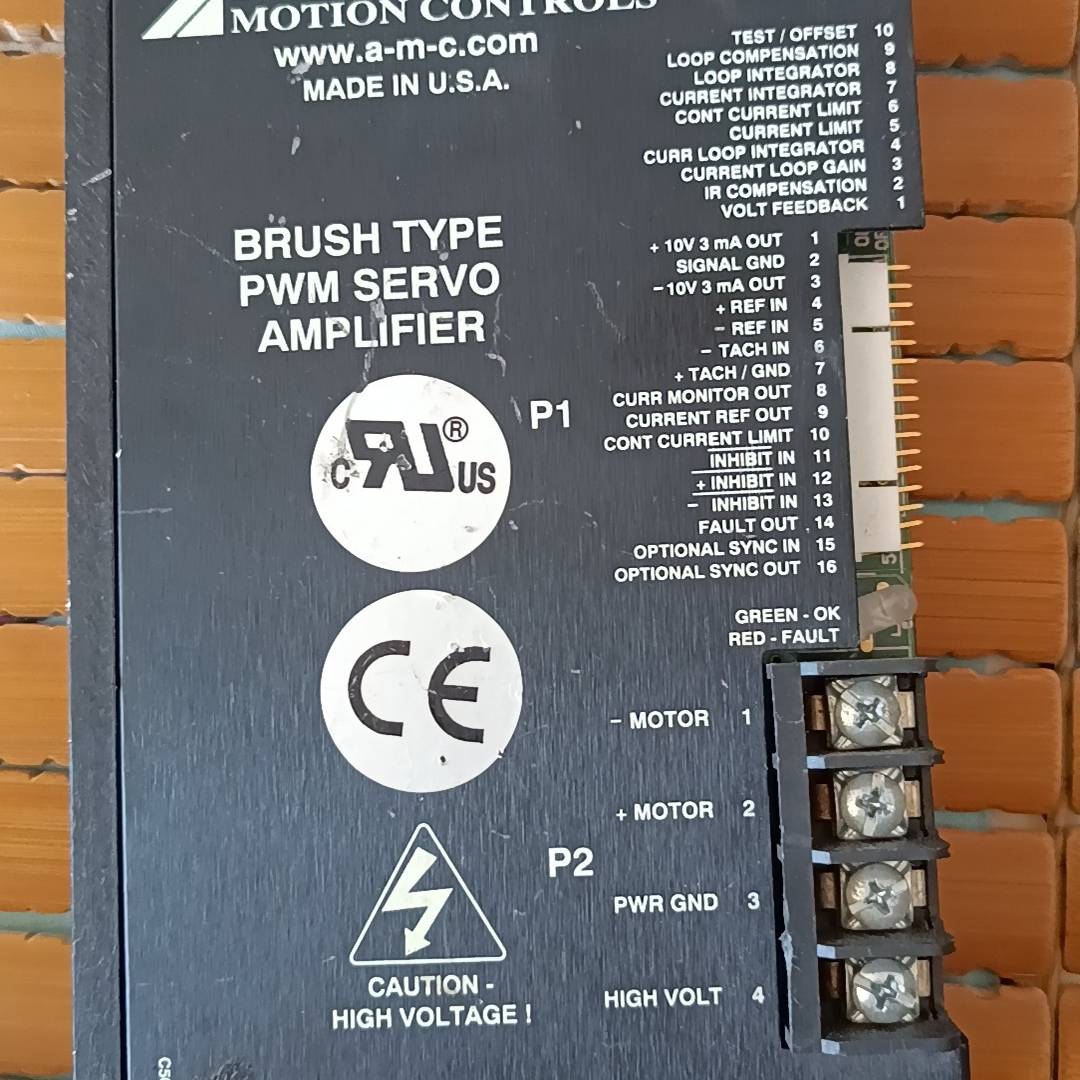 MOTION CONTROLS
www.a-m-c.com
MADE IN U.S.A.
TEST / OFFSET 10
LOOP COMPENSATION 9
LOOP INTEGRATOR 8
CURRENT INTEGRATOR 7
CONT CURRENT LIMIT 6
CURRENT LIMIT 5
CURR LOOP INTEGRATOR 4
CURRENT LOOP GAIN 3
IR COMPENSATION 2
VOLT FEEDBACK 1
BRUSH TYPE
PWM SERVO
AMPLIFIER
P1
+ 10V 3 mA OUT 1
SIGNAL GND 2
- 10V 3 mA OUT 3
+ REF IN 4
- REF IN 5
- TACH IN 6
+ TACH / GND 7
CURR MONITOR OUT 8
CURRENT REF OUT 9
CONT CURRENT LIMIT 10
INHIBIT IN 11
+ INHIBIT IN 12
- INHIBIT IN 13
FAULT OUT 14
OPTIONAL SYNC IN 15
OPTIONAL SYNC OUT 16
c RU ® US
GREEN - OK
RED - FAULT
CE
P2
- MOTOR 1
+ MOTOR 2
PWR GND 3
HIGH VOLT 4
CAUTION -
HIGH VOLTAGE !